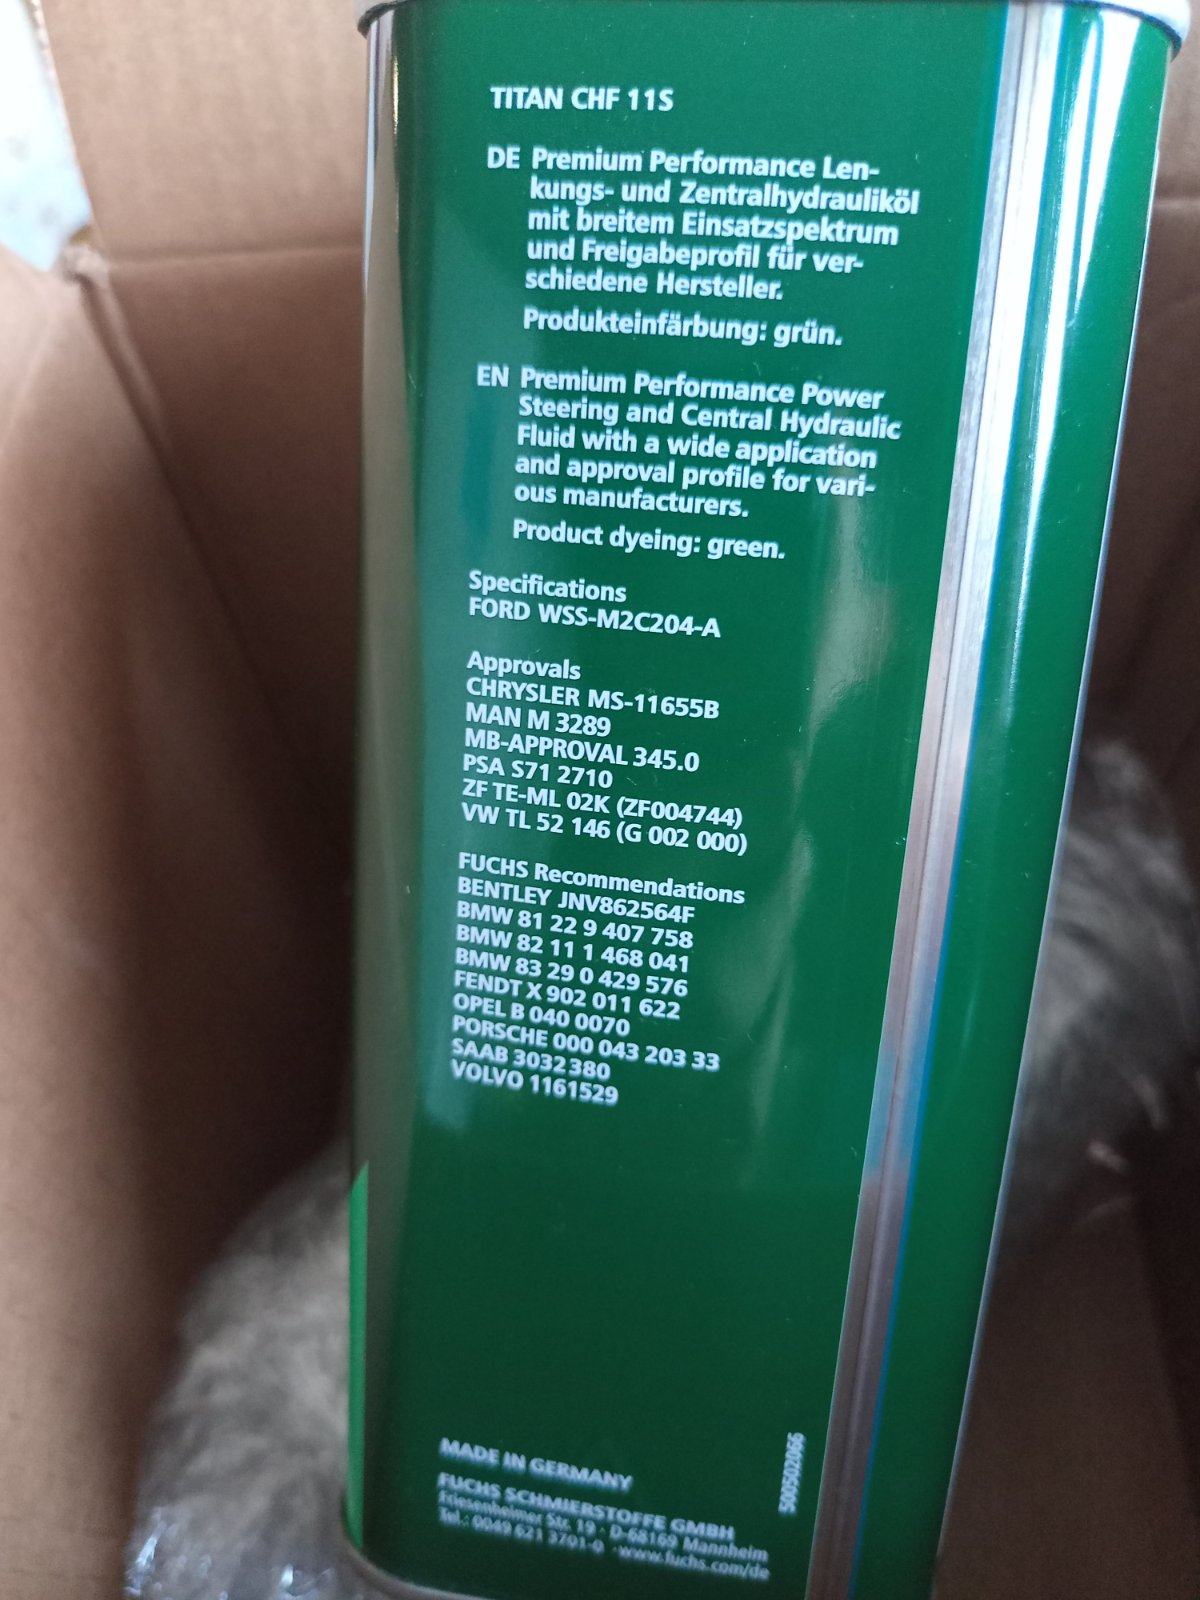 TITAN CHF 11S
DE Premium Performance Len-
kungs- und Zentralhydrauliköl
mit breitem Einsatzspektrum
und Freigabeprofil für ver-
schiedene Hersteller.
Produkteinfärbung: grün.
EN Premium Performance Power
Steering and Central Hydraulic
Fluid with a wide application
and approval profile for vari-
ous manufacturers.
Product dyeing: green.
Specifications
FORD WSS-M2C204-A
Approvals
CHRYSLER MS-11655B
MAN M 3289
MB-APPROVAL 345.0
PSA S71 2710
ZF TE-ML 02K (ZF004744)
VW TL 52 146 (G 002 000)
FUCHS Recommendations
BENTLEY JNV862564F
BMW 81 22 9 407 758
BMW 82 11 1 468 041
BMW 83 29 0 429 576
FENDT X 902 011 622
OPEL B 040 0070
PORSCHE 000 043 203 33
SAAB 3032 380
VOLVO 1161529
MADE IN GERMANY
FUCHS SCHMIERSTOFFE GMBH
Friesenheimer Str. 19 · D-68169 Mannheim
Tel.: 0049 621 3701-0 · www.fuchs.com/de
500502066